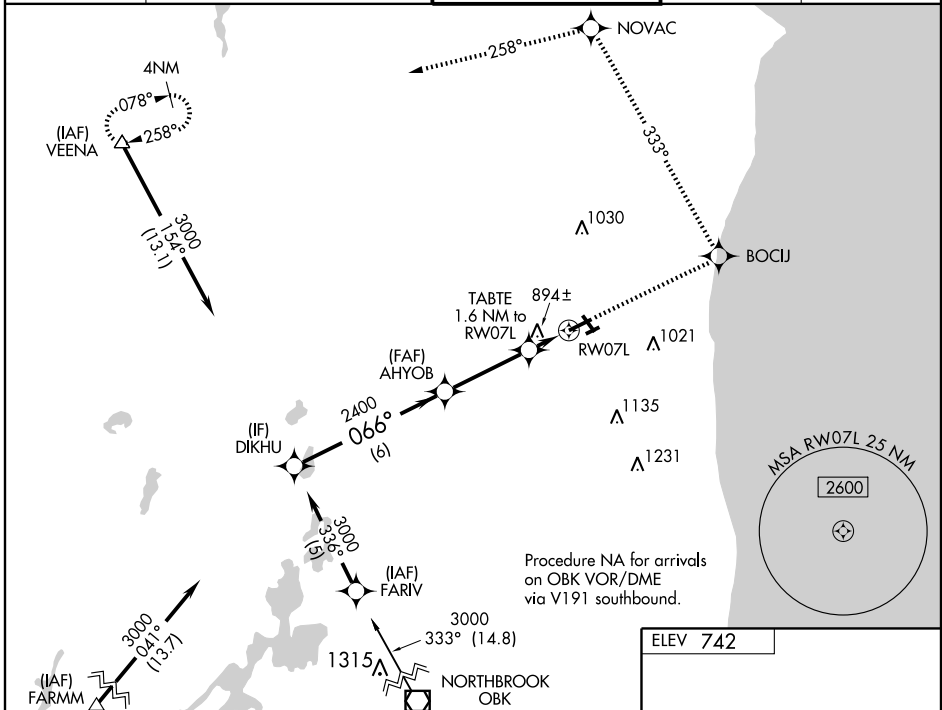 NOVAC
258°
4NM
078°
258°
(IAF)
VEENA
333°
3000
154°
(13.1)
1030
BOCIJ
TABTE
1.6 NM to
RW07L
894±
RW07L
1021
(FAF)
AHYOB
2400
066°
(6)
(IF)
DIKHU
1135
1231
MSA RW07L 25 NM
2600
3000
336°
(5)
(IAF)
FARIV
Procedure NA for arrivals
on OBK VOR/DME
via V191 southbound.
3000
333° (14.8)
3000
041°
(13.7)
(IAF)
FARMM
1315
NORTHBROOK
OBK
ELEV 742